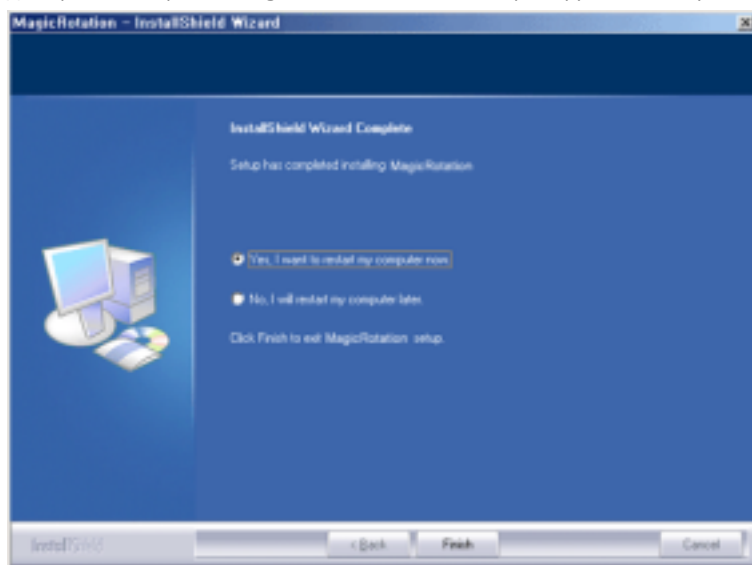 MagicRotation - InstallShield Wizard
InstallShield Wizard Complete
Setup has completed installing MagicRotation
Yes, I want to restart my computer now.
No, I will restart my computer later.
Click Finish to exit MagicRotation setup.
InstallShield
< Back Finish Cancel